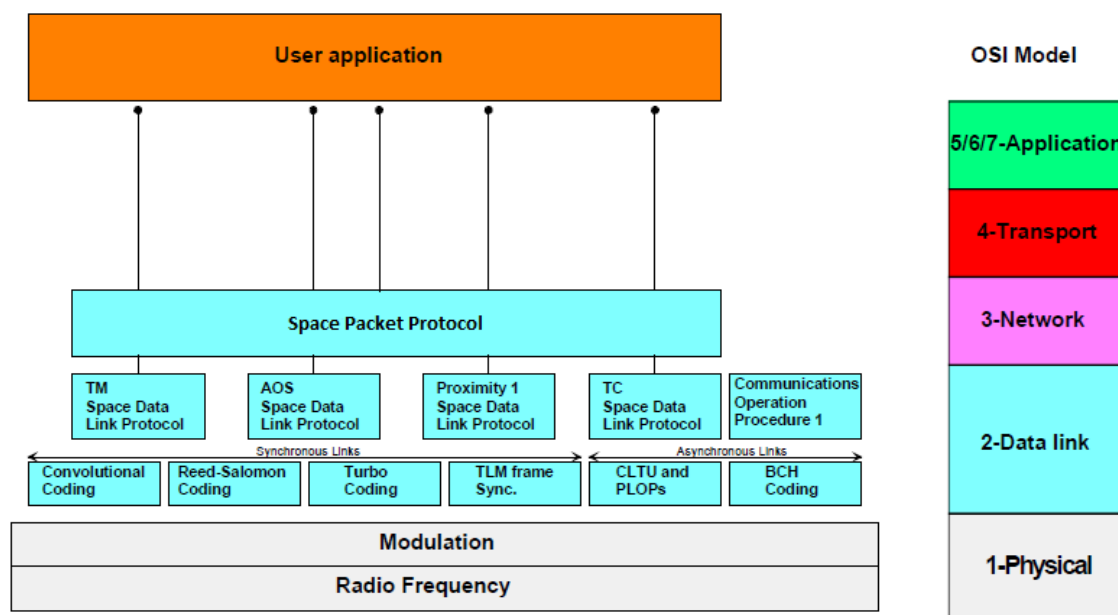 User application
OSI Model
5/6/7-Application
4-Transport
3-Network
2-Data link
1-Physical
Space Packet Protocol
TM
Space Data
Link Protocol
AOS
Space Data
Link Protocol
Proximity 1
Space Data
Link Protocol
TC
Space Data
Link Protocol
Communications
Operation
Procedure 1
Synchronous Links
Asynchronous Links
Convolutional
Coding
Reed-Salomon
Coding
Turbo
Coding
TLM frame
Sync.
CLTU and
PLOPs
BCH
Coding
Modulation
Radio Frequency